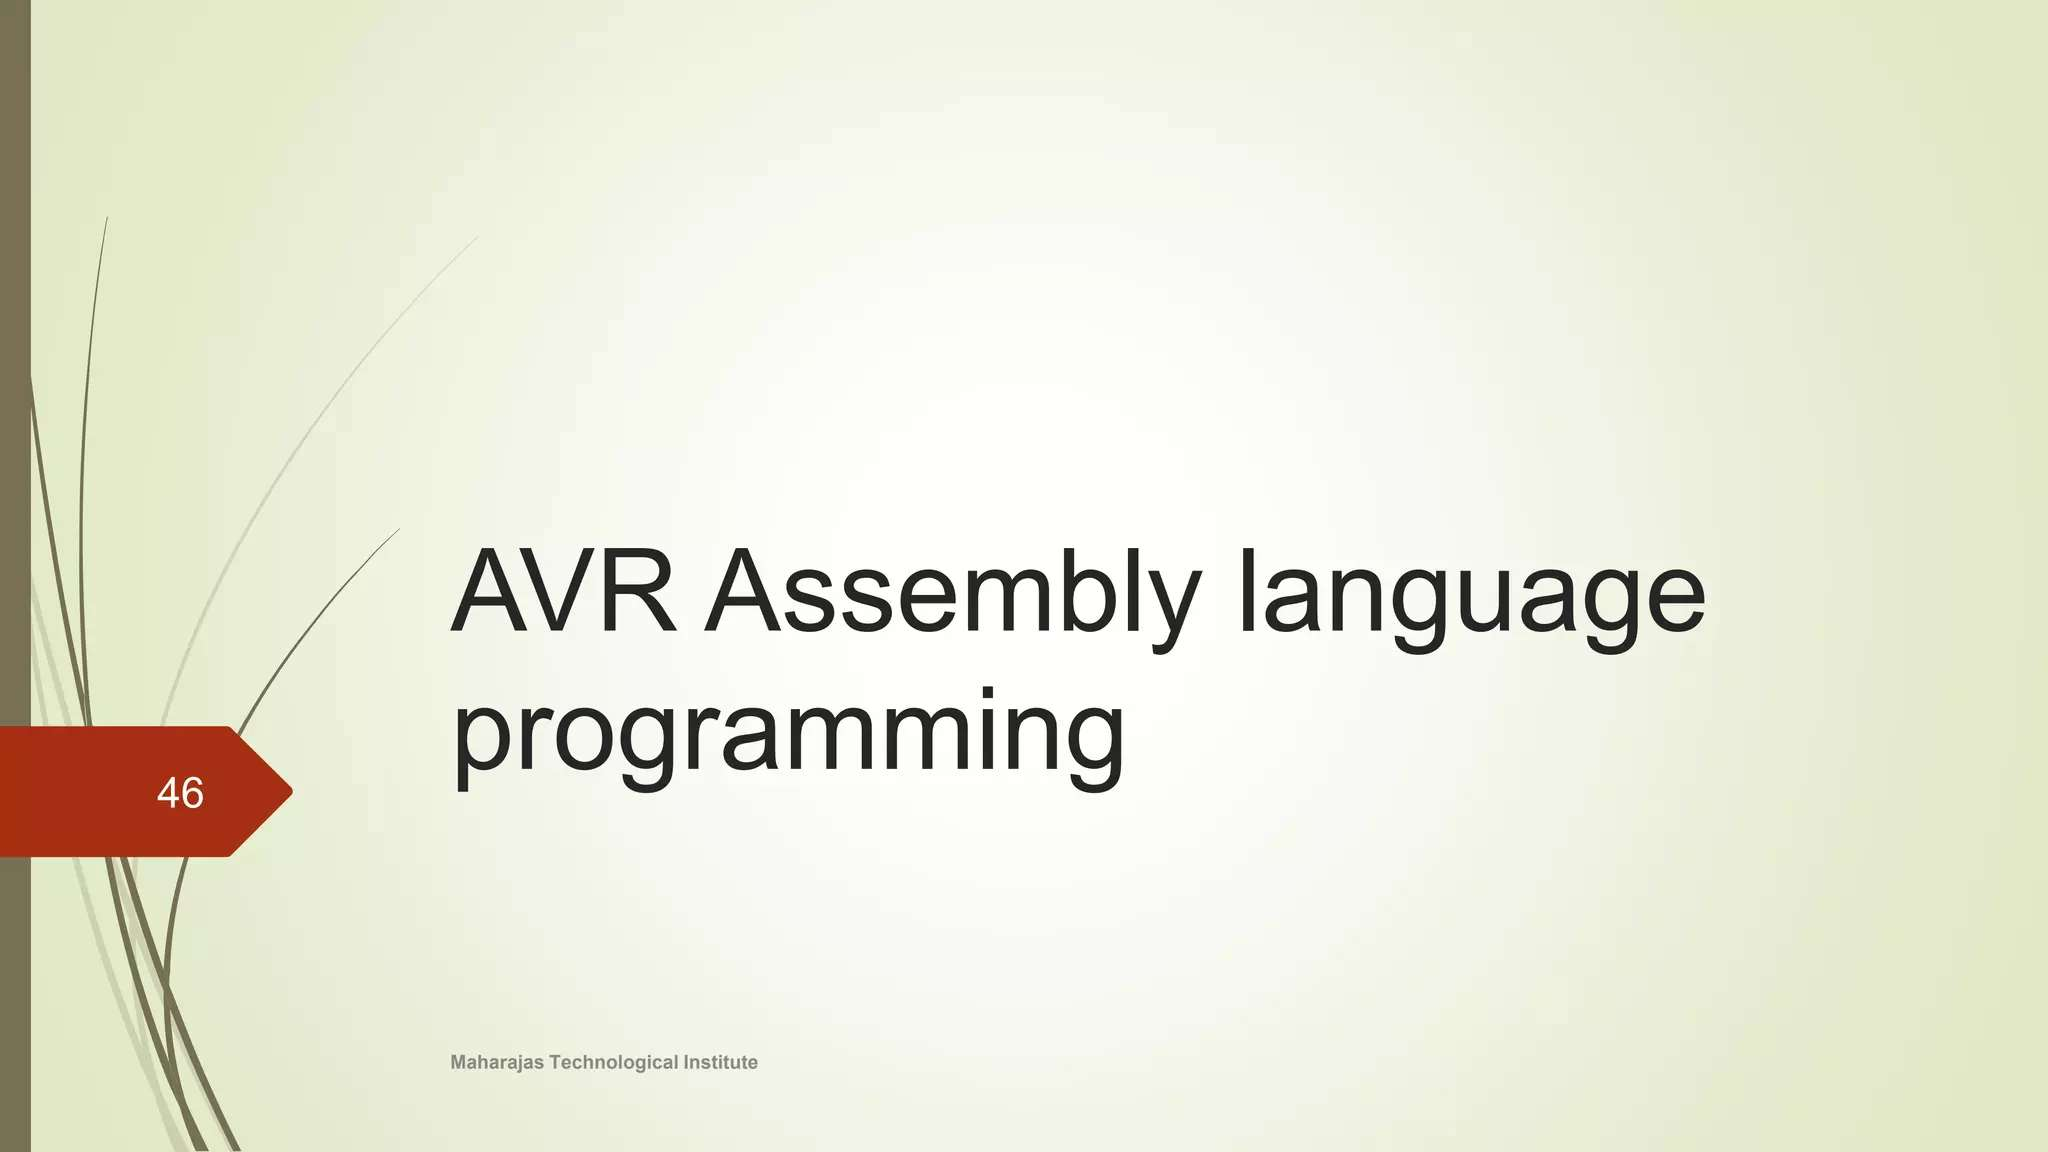 AVR Assembly language
programming
46
Maharajas Technological Institute